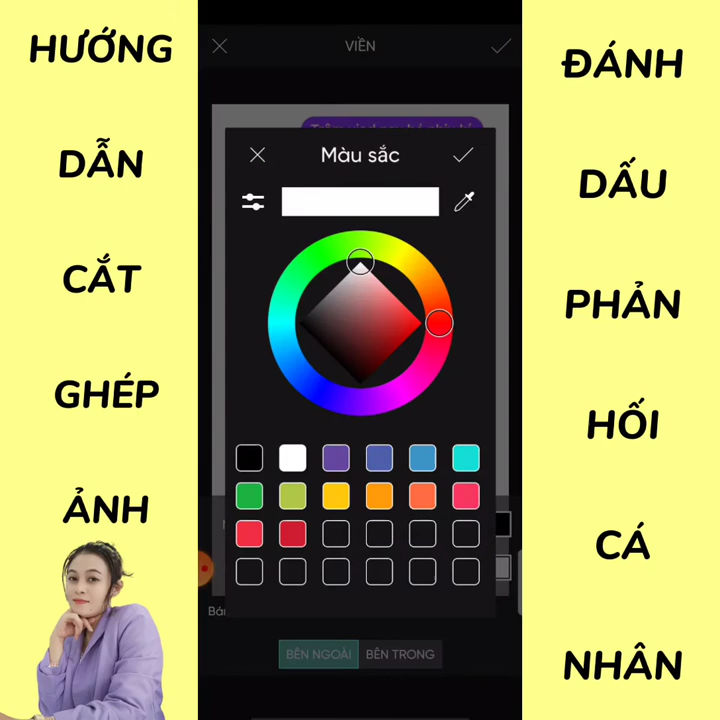 HƯỚNG
DẪN
CẮT
GHÉP
ẢNH
VIỀN
Màu sắc
BÊN NGOÀI
BÊN TRONG
ĐÁNH
DẤU
PHẢN
HỐI
CÁ
NHÂN